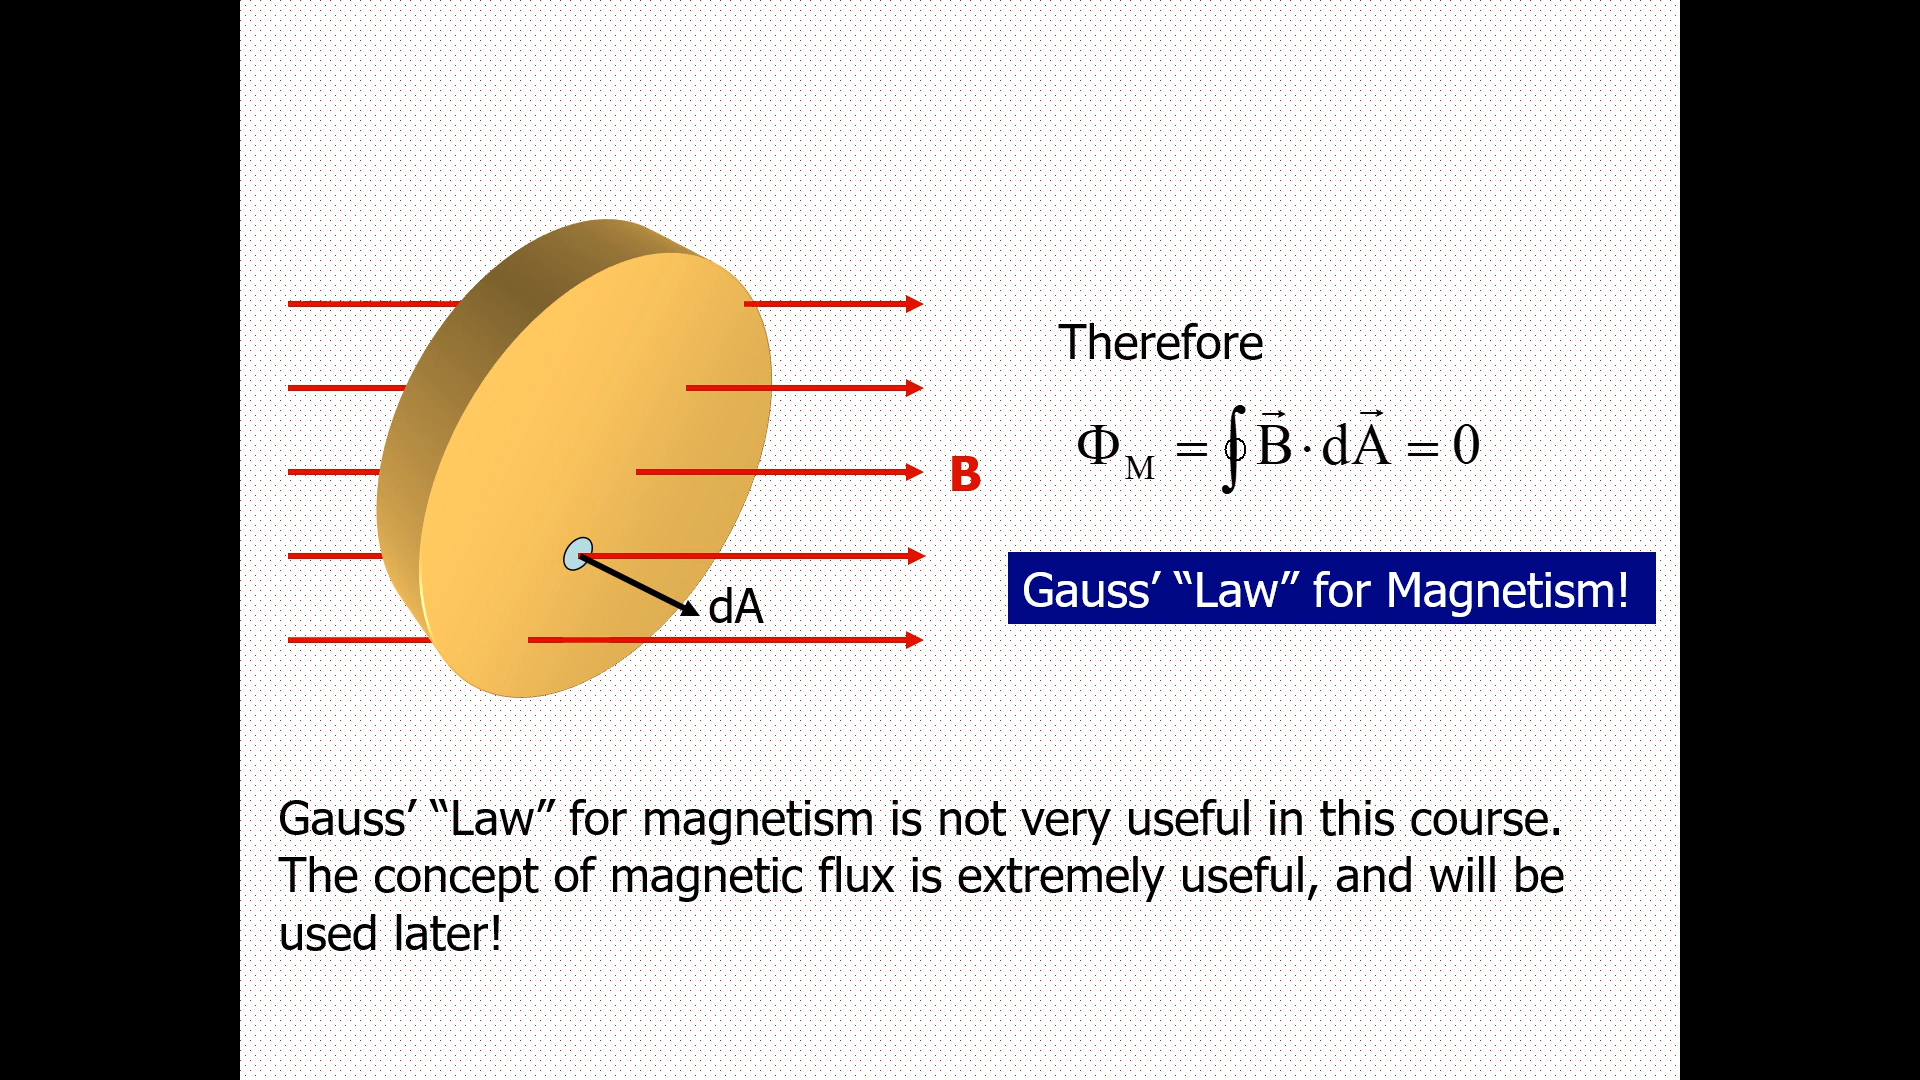 Therefore
Φ_M = ∮ B⃗ · dA⃗ = 0
B
Gauss’ “Law” for Magnetism!
dA
Gauss’ “Law” for magnetism is not very useful in this course.
The concept of magnetic flux is extremely useful, and will be
used later!